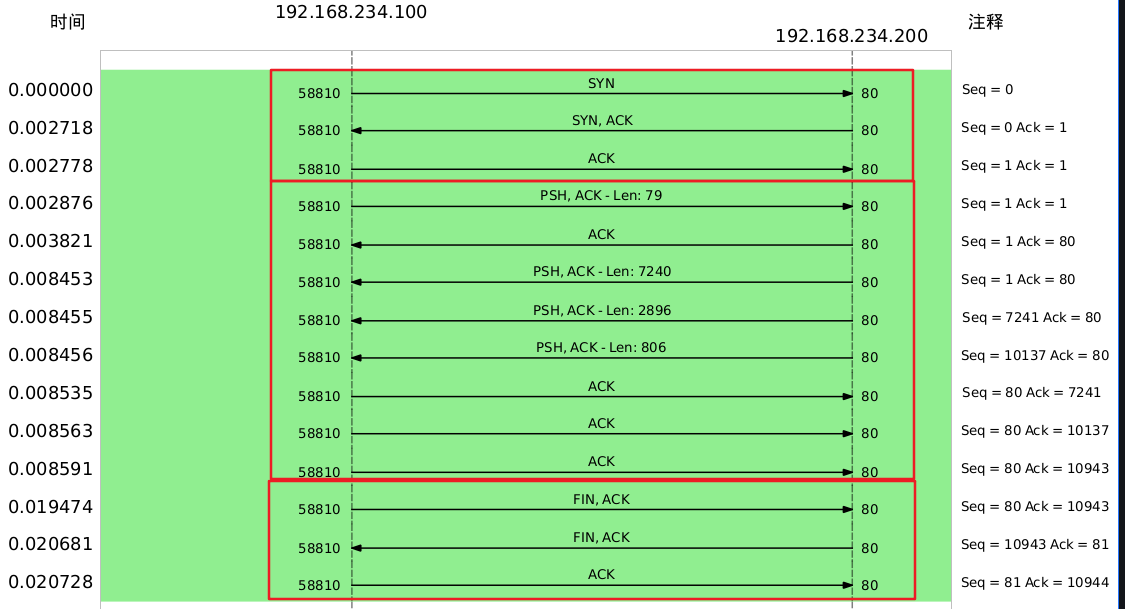 时间 192.168.234.100 注释
192.168.234.200
SYN
0.000000 58810 80 Seq = 0
SYN, ACK
0.002718 58810 80 Seq = 0 Ack = 1
ACK
0.002778 58810 80 Seq = 1 Ack = 1
PSH, ACK - Len: 79
0.002876 58810 80 Seq = 1 Ack = 1
ACK
0.003821 58810 80 Seq = 1 Ack = 80
PSH, ACK - Len: 7240
0.008453 58810 80 Seq = 1 Ack = 80
PSH, ACK - Len: 2896
0.008455 58810 80 Seq = 7241 Ack = 80
PSH, ACK - Len: 806
0.008456 58810 80 Seq = 10137 Ack = 80
ACK
0.008535 58810 80 Seq = 80 Ack = 7241
ACK
0.008563 58810 80 Seq = 80 Ack = 10137
ACK
0.008591 58810 80 Seq = 80 Ack = 10943
FIN, ACK
0.019474 58810 80 Seq = 80 Ack = 10943
FIN, ACK
0.020681 58810 80 Seq = 10943 Ack = 81
ACK
0.020728 58810 80 Seq = 81 Ack = 10944